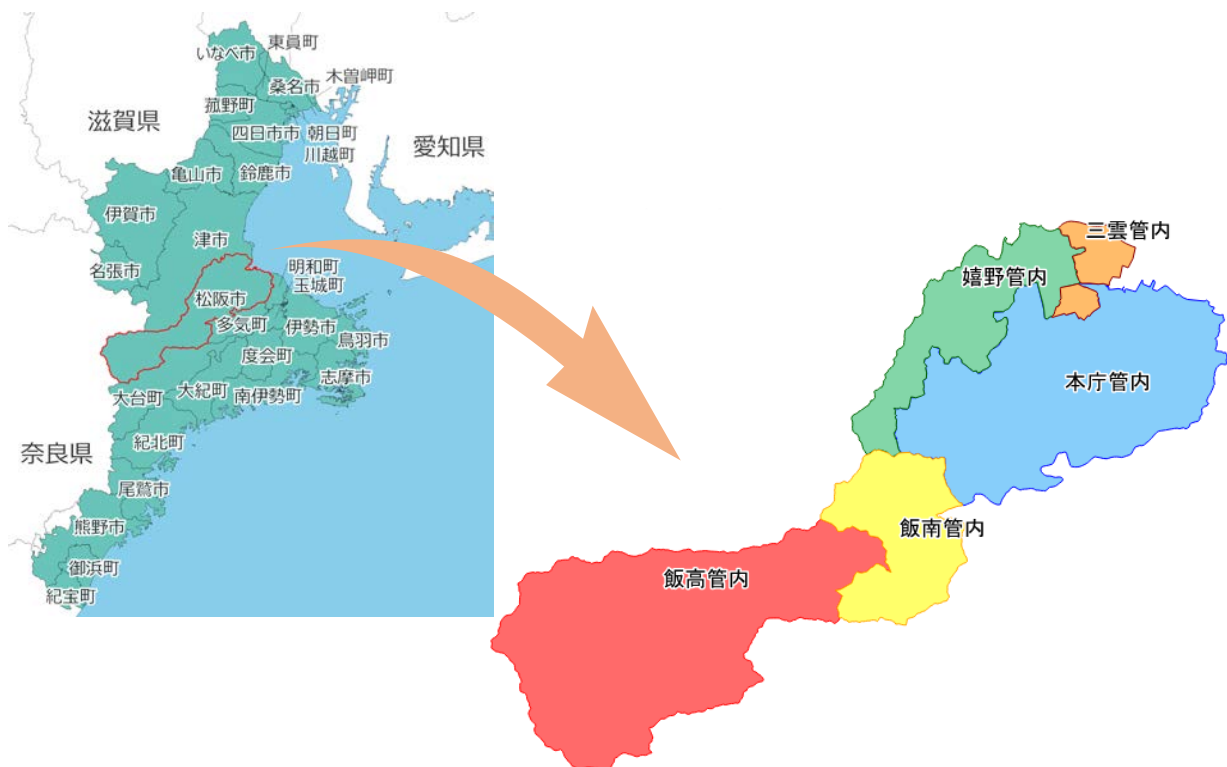 東員町
いなべ市
木曽岬町
桑名市
菰野町
滋賀県
四日市市
朝日町
川越町
愛知県
亀山市
鈴鹿市
伊賀市
津市
名張市
明和町
玉城町
松阪市
多気町
伊勢市
鳥羽市
度会町
志摩市
大台町
大紀町
南伊勢町
紀北町
奈良県
尾鷲市
熊野市
御浜町
紀宝町
三雲管内
嬉野管内
本庁管内
飯南管内
飯高管内